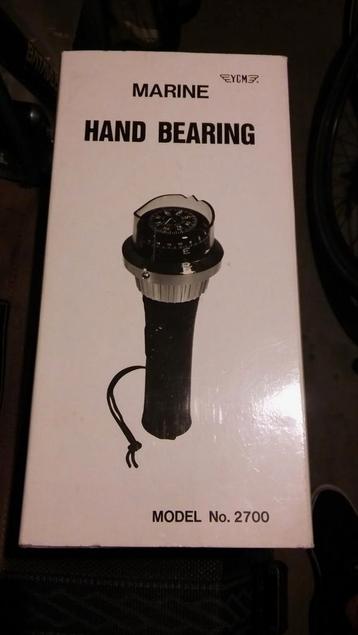 YCM
MARINE
HAND BEARING
E
MODEL No. 2700